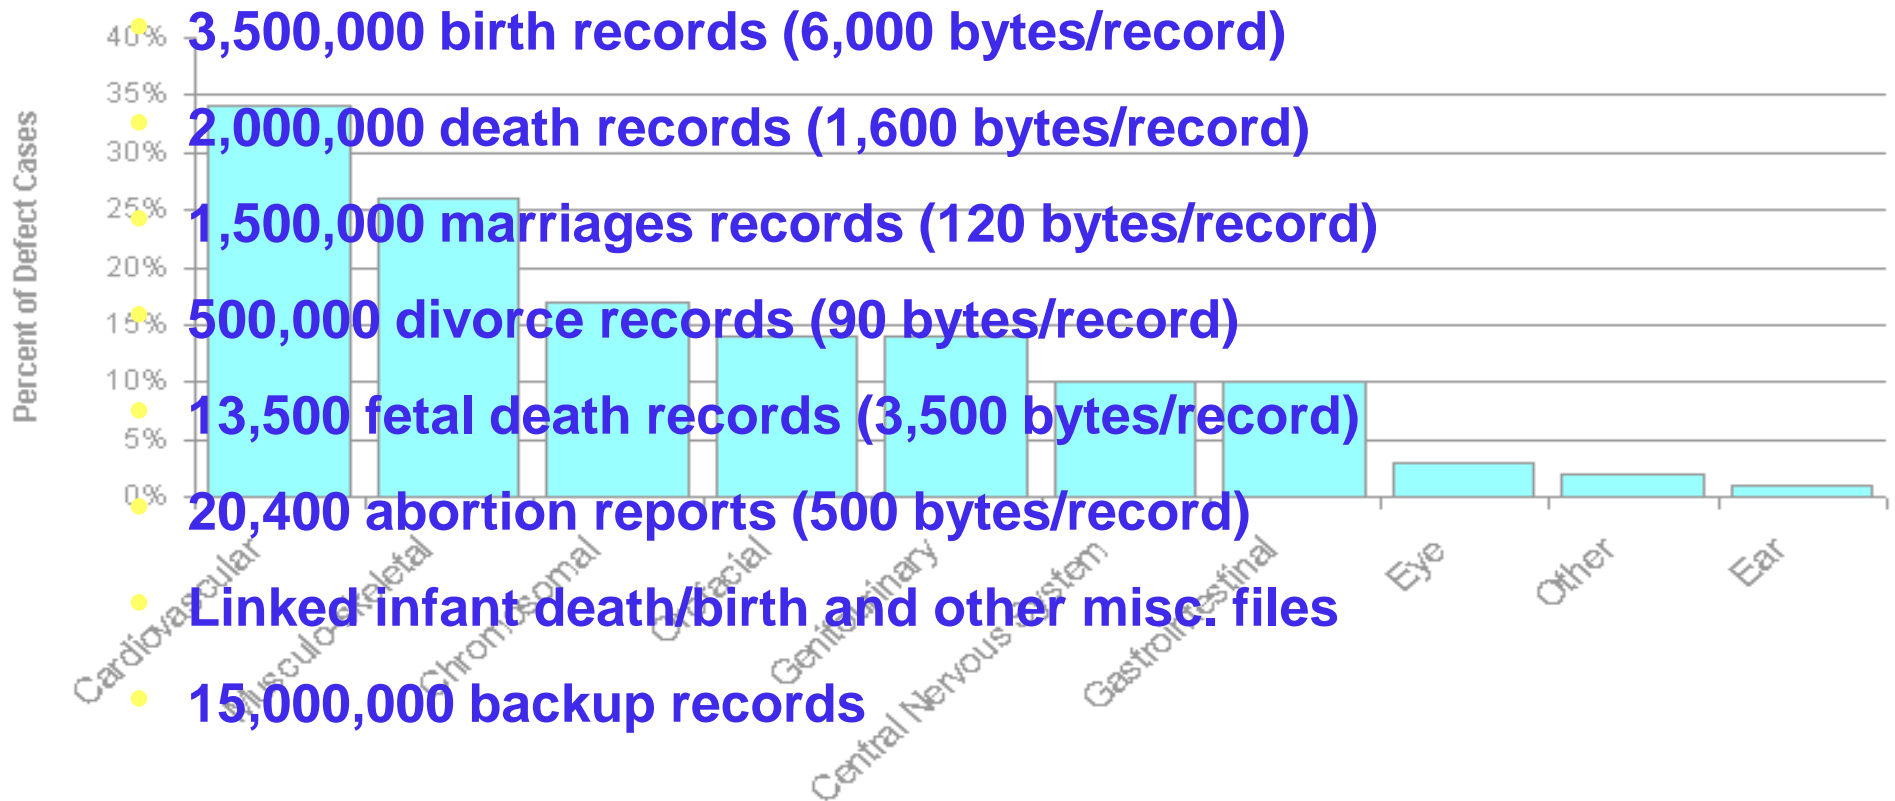 • 3,500,000 birth records (6,000 bytes/record)
• 2,000,000 death records (1,600 bytes/record)
• 1,500,000 marriages records (120 bytes/record)
• 500,000 divorce records (90 bytes/record)
• 13,500 fetal death records (3,500 bytes/record)
• 20,400 abortion reports (500 bytes/record)
• Linked infant death/birth and other misc. files
• 15,000,000 backup records
Percent of Defect Cases
40%
35%
30%
25%
20%
15%
10%
5%
0%
Cardiovascular
Musculo-skeletal
Chromosomal
Orofacial
Genitourinary
Central Nervous System
Gastrointestinal
Eye
Other
Ear